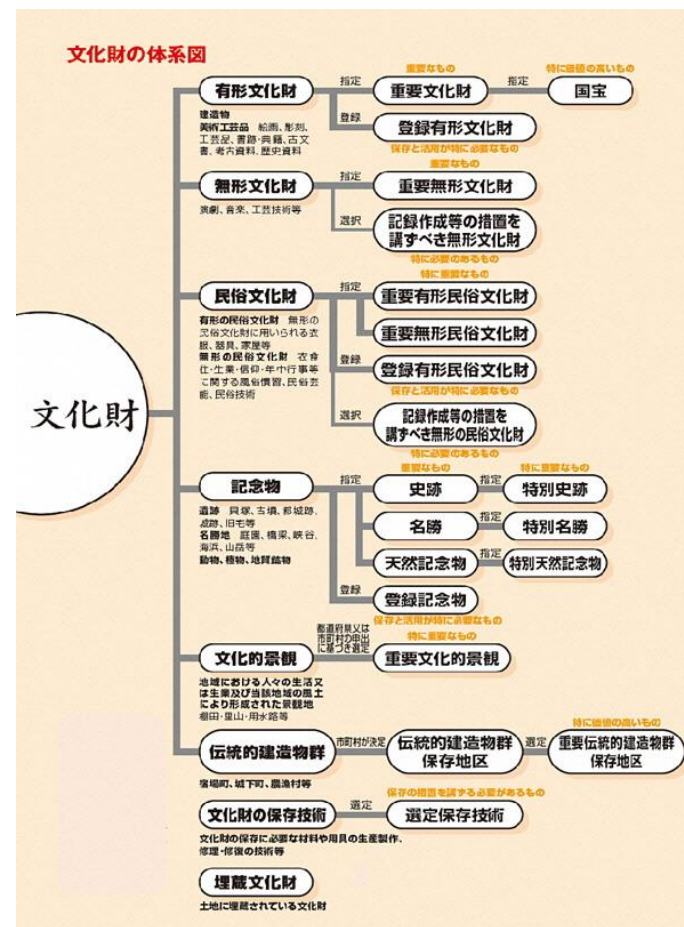 文化財の体系図
文化財
重要なもの
特に価値の高いもの
有形文化財
指定
重要文化財
指定
国宝
建造物
美術工芸品 絵画、彫刻、
工芸品、書跡・典籍、古文
書、考古資料、歴史資料
登録
登録有形文化財
保存と活用が特に必要なもの
重要なもの
無形文化財
指定
重要無形文化財
演劇、音楽、工芸技術等
選択
記録作成等の措置を
講ずべき無形文化財
特に必要のあるもの
特に重要なもの
民俗文化財
指定
重要有形民俗文化財
有形の民俗文化財 無形の
民俗文化財に用いられる衣
服、器具、家屋等
無形の民俗文化財 衣食
住・生業・信仰・年中行事等
に関する風俗慣習、民俗芸
能、民俗技術
重要無形民俗文化財
登録
登録有形民俗文化財
保存と活用が特に必要なもの
選択
記録作成等の措置を
講ずべき無形の民俗文化財
特に必要のあるもの
重要なもの
特に重要なもの
記念物
指定
史跡
指定
特別史跡
遺跡 貝塚、古墳、都城跡、
城跡、旧宅等
名勝地 庭園、橋梁、峡谷、
海浜、山岳等
動物、植物、地質鉱物
名勝
指定
特別名勝
天然記念物
指定
特別天然記念物
登録
登録記念物
保存と活用が特に必要なもの
特に重要なもの
文化的景観
都道府県又は
市町村の申出
に基づき選定
重要文化的景観
地域における人々の生活又
は生業及び当該地域の風土
により形成された景観地
棚田・里山・用水路等
特に価値の高いもの
伝統的建造物群
市町村が決定
伝統的建造物群
保存地区
選定
重要伝統的建造物群
保存地区
宿場町、城下町、農漁村等
保存の措置を講ずる必要があるもの
文化財の保存技術
選定
選定保存技術
文化財の保存に必要な材料や用具の生産製作、
修理・修復の技術等
埋蔵文化財
土地に埋蔵されている文化財